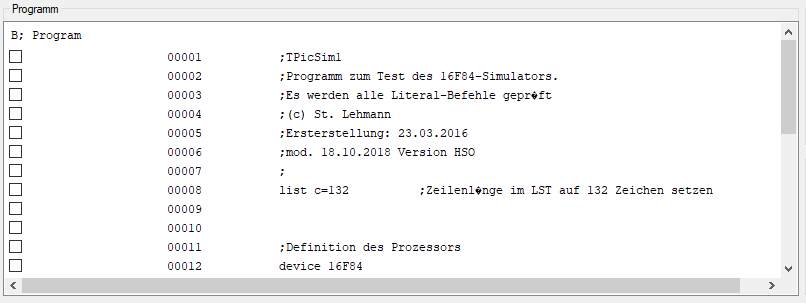 Programm
B; Program
00001 ;TPicSim1
00002 ;Programm zum Test des 16F84-Simulators.
00003 ;Es werden alle Literal-Befehle gepr�ft
00004 ;(c) St. Lehmann
00005 ;Ersterstellung: 23.03.2016
00006 ;mod. 18.10.2018 Version HSO
00007 ;
00008 list c=132 ;Zeilenl�nge im LST auf 132 Zeichen setzen
00009
00010
00011 ;Definition des Prozessors
00012 device 16F84